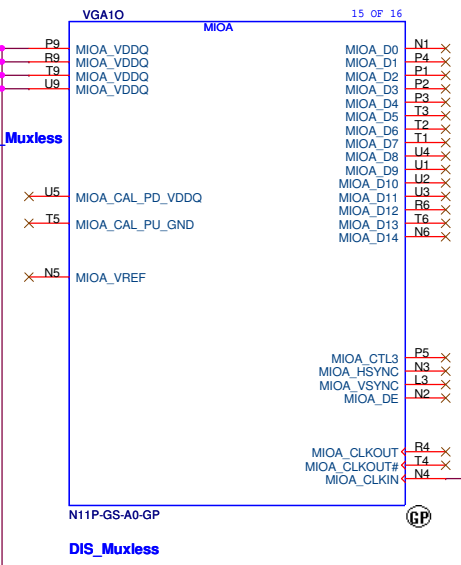 VGA1O 15 OF 16
MIOA
P9 MIOA_VDDQ MIOA_D0 N1
R9 MIOA_VDDQ MIOA_D1 P4
T9 MIOA_VDDQ MIOA_D2 P1
U9 MIOA_VDDQ MIOA_D3 P2
MIOA_D4 P3
MIOA_D5 T3
MIOA_D6 T2
_Muxless MIOA_D7 T1
MIOA_D8 U4
MIOA_D9 U1
MIOA_D10 U2
U5 MIOA_CAL_PD_VDDQ MIOA_D11 U3
MIOA_D12 R6
T5 MIOA_CAL_PU_GND MIOA_D13 T6
MIOA_D14 N6
N5 MIOA_VREF
MIOA_CTL3 P5
MIOA_HSYNC N3
MIOA_VSYNC L3
MIOA_DE N2
MIOA_CLKOUT R4
MIOA_CLKOUT# T4
MIOA_CLKIN N4
N11P-GS-A0-GP GP
DIS_Muxless